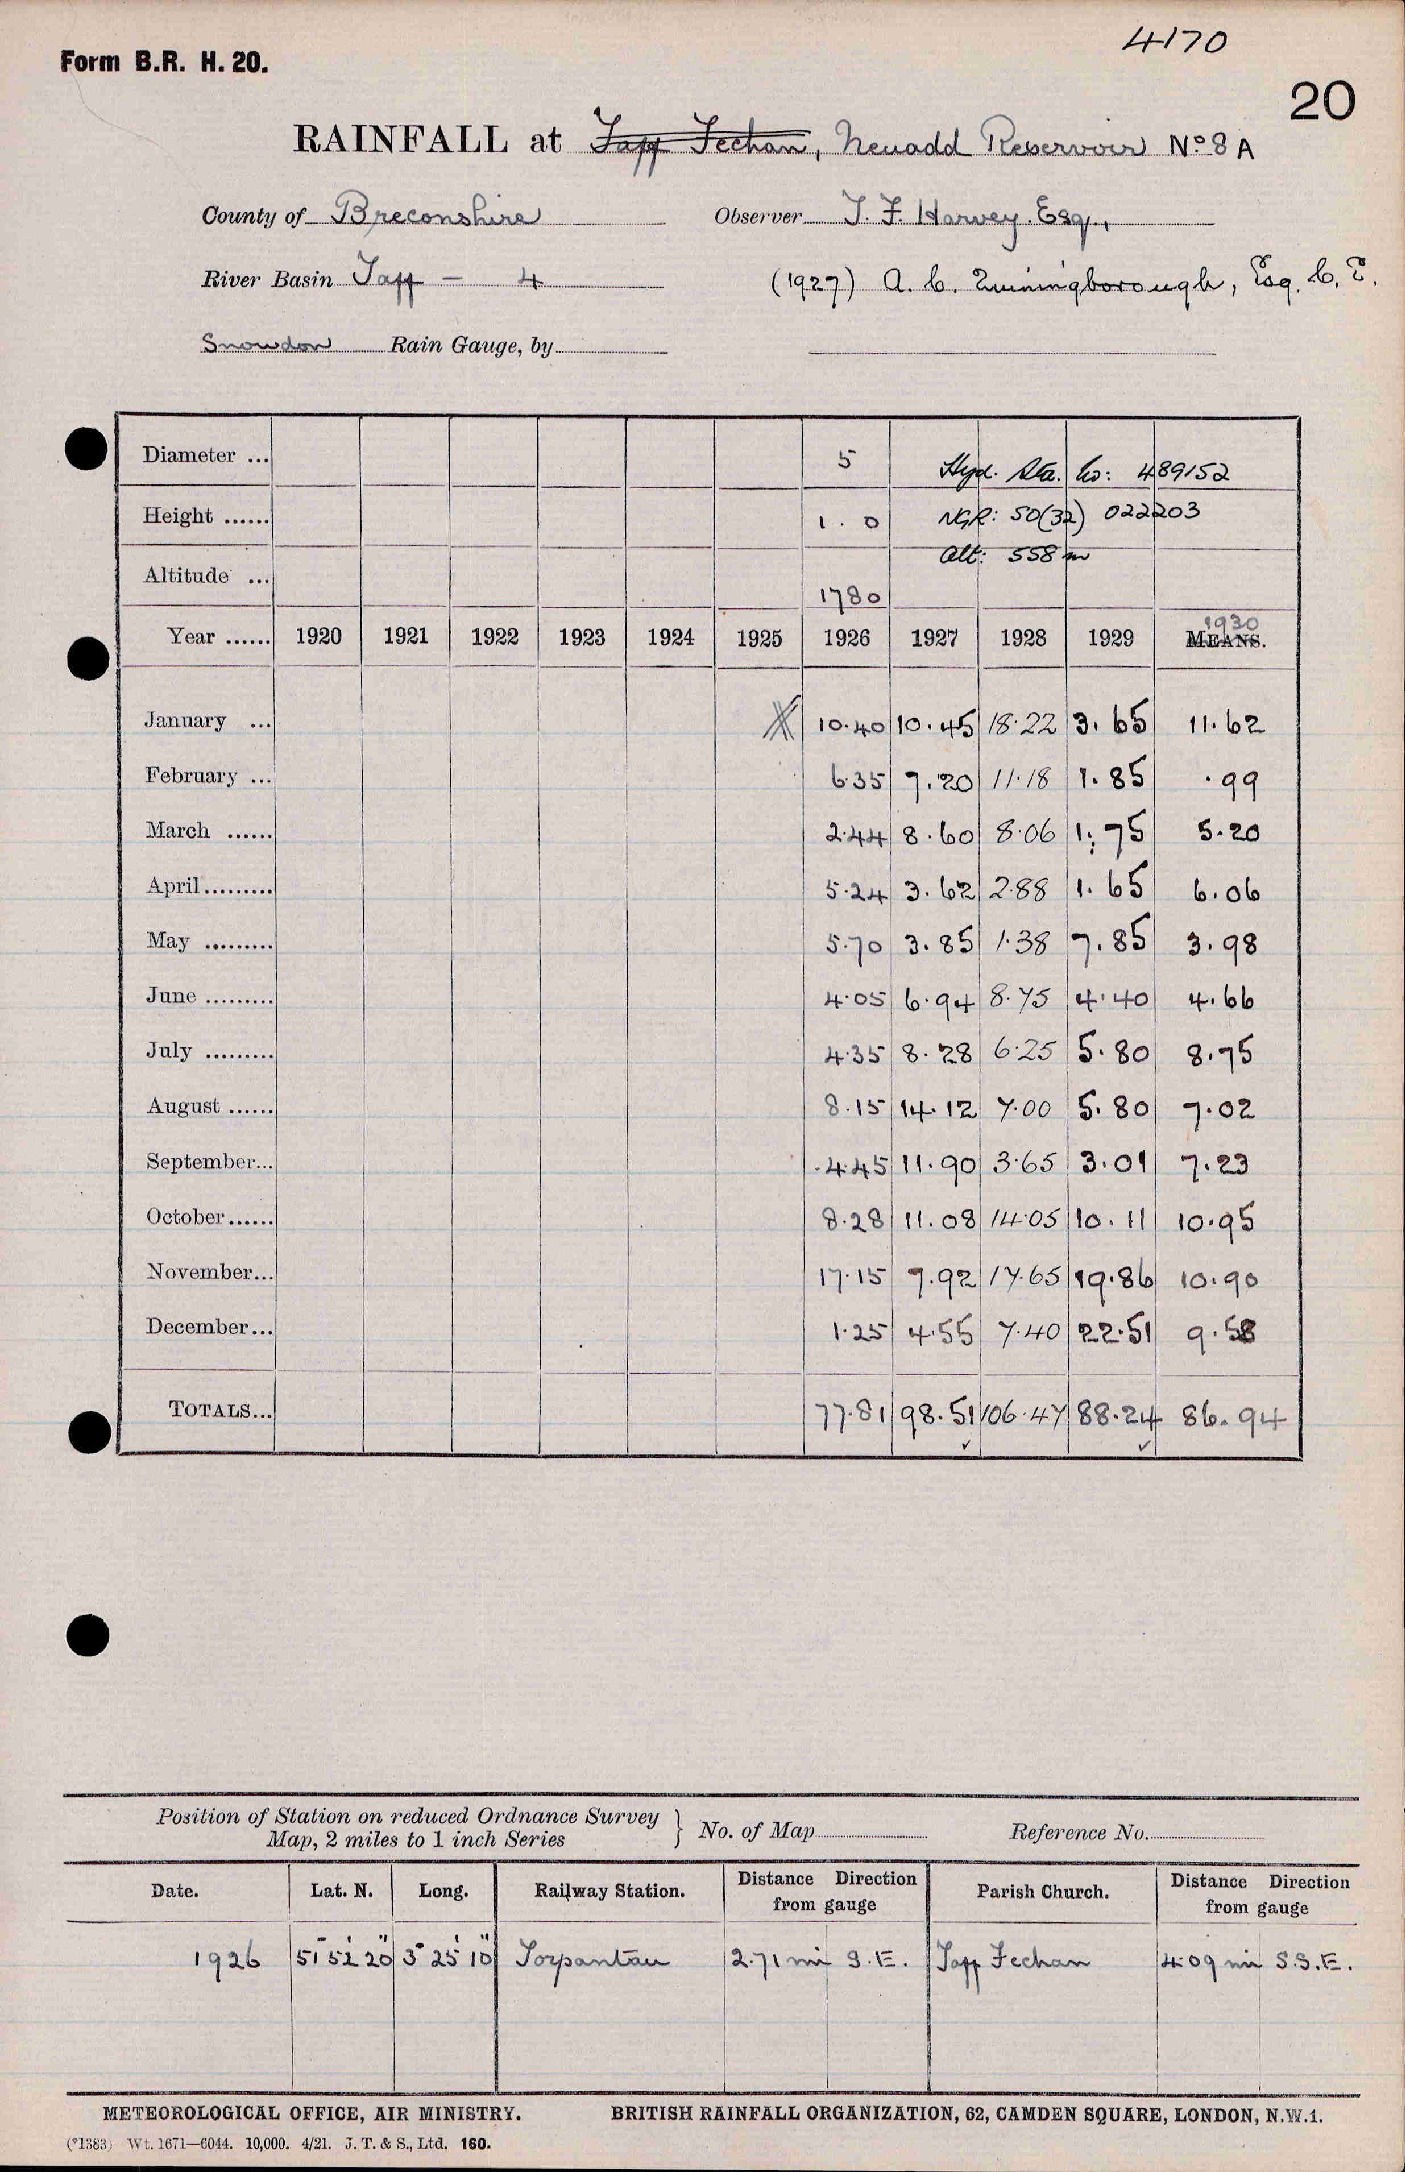 4170
Form B.R. H. 20.
20
RAINFALL at Taff Fechan, Neuadd Reservoir No 8 A
County of Breconshire Observer T. F. Harvey. Esq.,
River Basin Taff — 4 (1927) A. C. Twiningborough, Esq. C. E.
Snowdon Rain Gauge, by
Diameter ... 5 Hyd. Sta. No: 489152
Height ...... 1 . 0 NGR: SO(32) 022203
Alt: 558 m
Altitude ... 1780
1930
Year ...... 1920 1921 1922 1923 1924 1925 1926 1927 1928 1929 MEANS.
January ... 10.40 10.45 18.22 3.65 11.62
February ... 6.35 7.20 11.18 1.85 .99
March ...... 2.44 8.60 8.06 1.75 5.20
April......... 5.24 3.62 2.88 1.65 6.06
May ......... 5.70 3.85 1.38 7.85 3.98
June ......... 4.05 6.94 8.75 4.40 4.66
July ......... 4.35 8.28 6.25 5.80 8.75
August ...... 8.15 14.12 7.00 5.80 7.02
September... 4.45 11.90 3.65 3.01 7.23
October...... 8.28 11.08 14.05 10.11 10.95
November... 17.15 7.92 17.65 19.86 10.90
December... 1.25 4.55 7.40 22.51 9.58
TOTALS... 77.81 98.51 106.47 88.24 86.94
Position of Station on reduced Ordnance Survey
Map, 2 miles to 1 inch Series } No. of Map Reference No.
Date. Lat. N. Long. Railway Station. Distance Direction from gauge Parish Church. Distance Direction from gauge
1926 51° 52' 20" 3° 25' 10" Torpantau 2.71 mi S.E. Taff Fechan 4.09 mi S.S.E.
METEOROLOGICAL OFFICE, AIR MINISTRY. BRITISH RAINFALL ORGANIZATION, 62, CAMDEN SQUARE, LONDON, N.W.1.
(*1383) Wt. 1671—6044. 10,000. 4/21. J. T. & S., Ltd. 160.